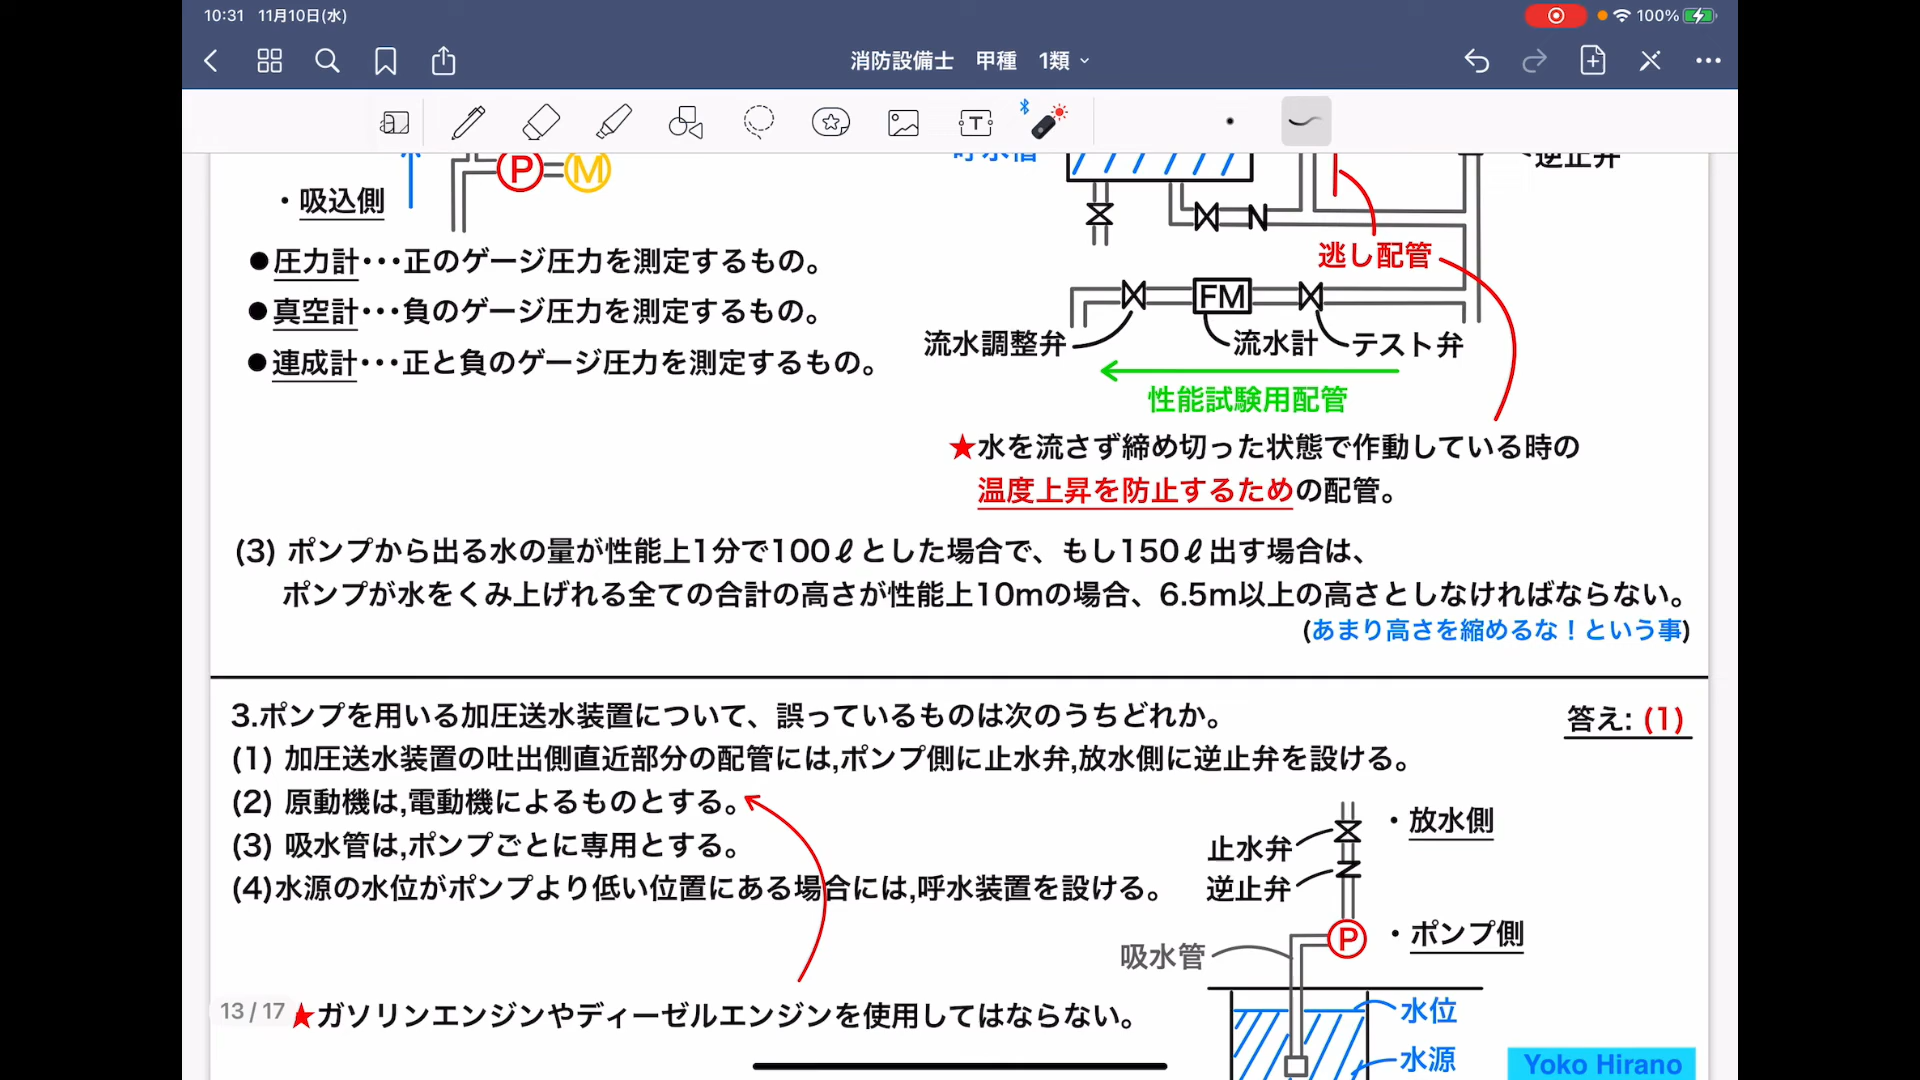 10:31 11月10日(水)
100%
消防設備士 甲種 1類
P M
・吸込側
呼水槽
逆止弁
N
逃し配管
●圧力計･･･正のゲージ圧力を測定するもの。
●真空計･･･負のゲージ圧力を測定するもの。
●連成計･･･正と負のゲージ圧力を測定するもの。
FM
流水調整弁 流水計 テスト弁
性能試験用配管
★水を流さず締め切った状態で作動している時の
温度上昇を防止するための配管。
(3) ポンプから出る水の量が性能上1分で100ℓとした場合で、もし150ℓ出す場合は、
ポンプが水をくみ上げれる全ての合計の高さが性能上10mの場合、6.5m以上の高さとしなければならない。
(あまり高さを縮めるな！という事)
3.ポンプを用いる加圧送水装置について、誤っているものは次のうちどれか。
答え: (1)
(1) 加圧送水装置の吐出側直近部分の配管には,ポンプ側に止水弁,放水側に逆止弁を設ける。
(2) 原動機は,電動機によるものとする。
(3) 吸水管は,ポンプごとに専用とする。
(4)水源の水位がポンプより低い位置にある場合には,呼水装置を設ける。
・放水側
止水弁
逆止弁
N
P
・ポンプ側
吸水管
13 / 17
★ガソリンエンジンやディーゼルエンジンを使用してはならない。
水位
水源
Yoko Hirano